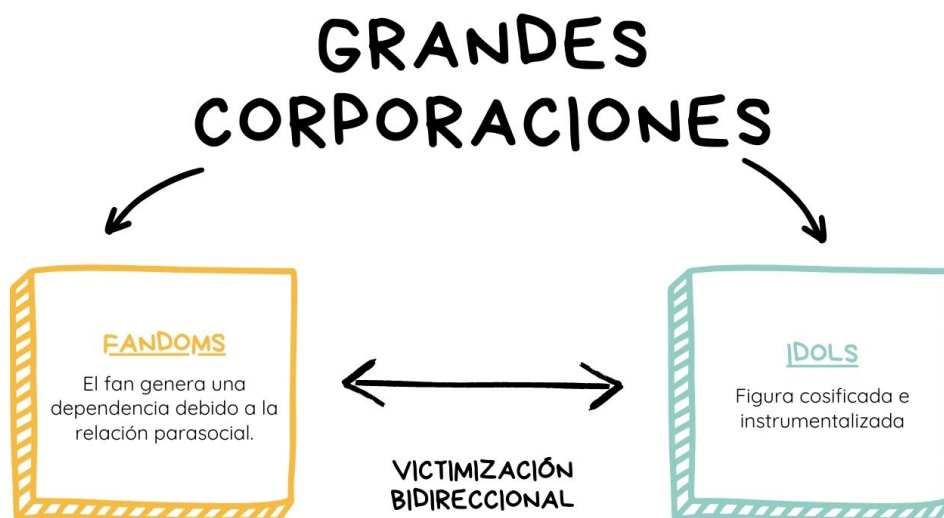 GRANDES
CORPORACIONES
FANDOMS
El fan genera una
dependencia debido a la
relación parasocial.
VICTIMIZACIÓN
BIDIRECCIONAL
IDOLS
Figura cosificada e
instrumentalizada